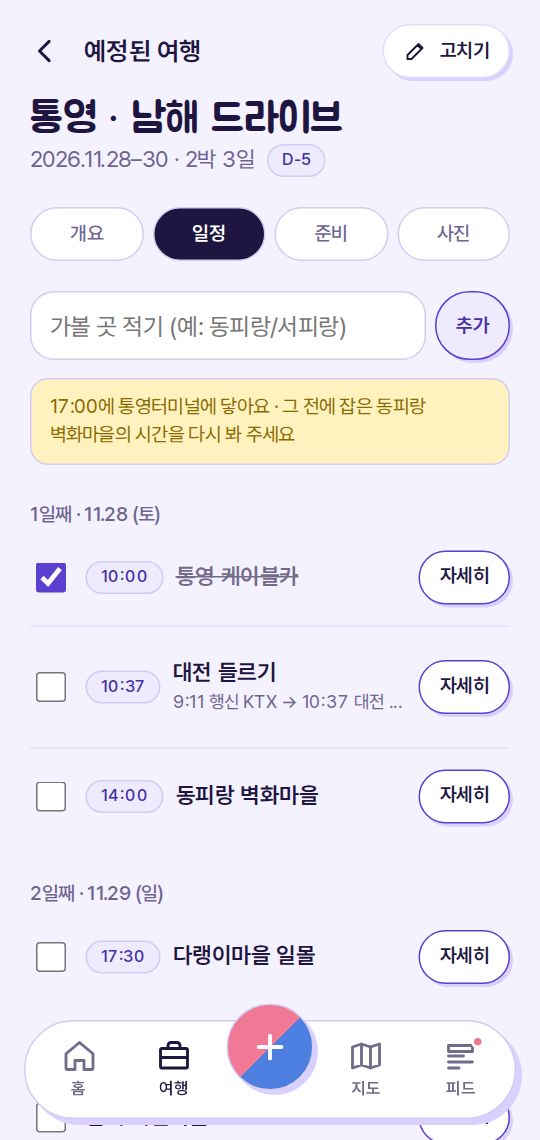 예정된 여행
고치기
통영 · 남해 드라이브
2026.11.28–30 · 2박 3일 D-5
개요 일정 준비 사진
가볼 곳 적기 (예: 동피랑/서피랑) 추가
17:00에 통영터미널에 닿아요 · 그 전에 잡은 동피랑
벽화마을의 시간을 다시 봐 주세요
1일째 · 11.28 (토)
10:00 통영 케이블카 자세히
10:37 대전 들르기 자세히
9:11 행신 KTX → 10:37 대전 ...
14:00 동피랑 벽화마을 자세히
2일째 · 11.29 (일)
17:30 다랭이마을 일몰 자세히
홈 여행 지도 피드